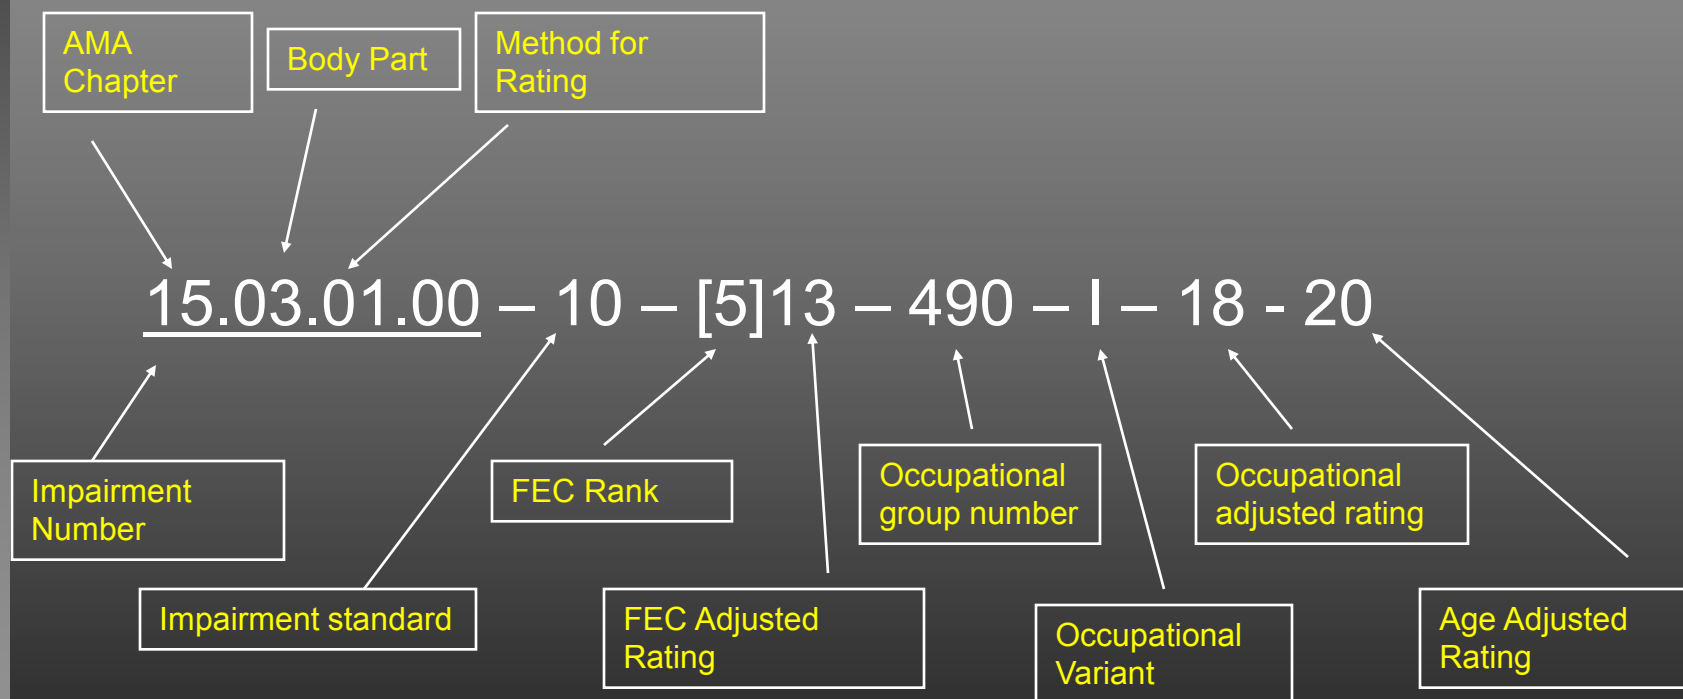 AMA
Chapter
Body Part
Method for
Rating
15.03.01.00 – 10 – [5]13 – 490 – I – 18 - 20
Impairment
Number
FEC Rank
Occupational
group number
Occupational
adjusted rating
Impairment standard
FEC Adjusted
Rating
Occupational
Variant
Age Adjusted
Rating